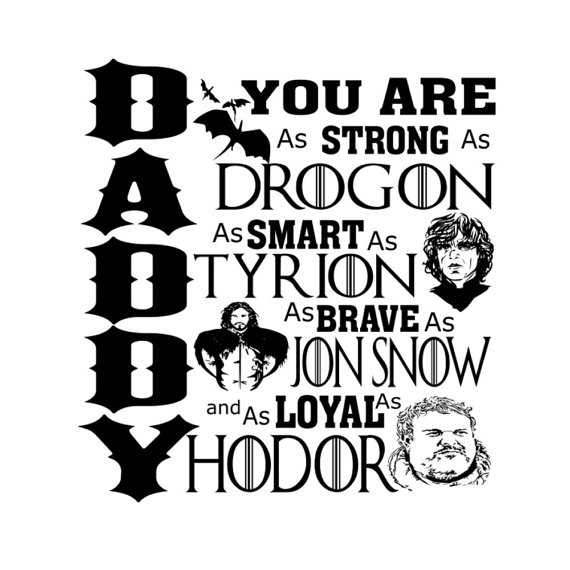 DADDY
YOU ARE
As STRONG As
DROGON
As SMART As
TYRION
As BRAVE As
JON SNOW
and As LOYAL As
HODOR